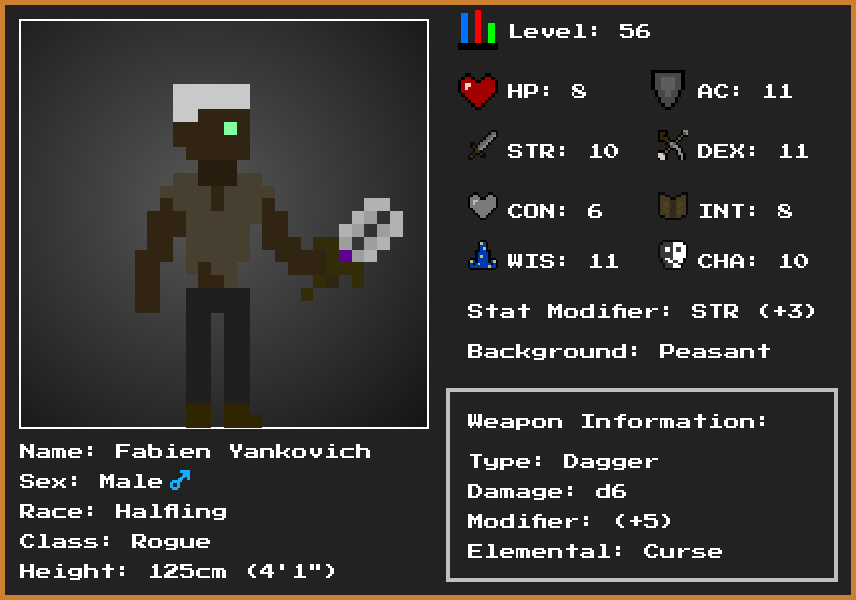 Level: 56
HP: 8
AC: 11
STR: 10
DEX: 11
CON: 6
INT: 8
WIS: 11
CHA: 10
Stat Modifier: STR (+3)
Background: Peasant
Name: Fabien Yankovich
Sex: Male♂
Race: Halfling
Class: Rogue
Height: 125cm (4'1")
Weapon Information:
Type: Dagger
Damage: d6
Modifier: (+5)
Elemental: Curse